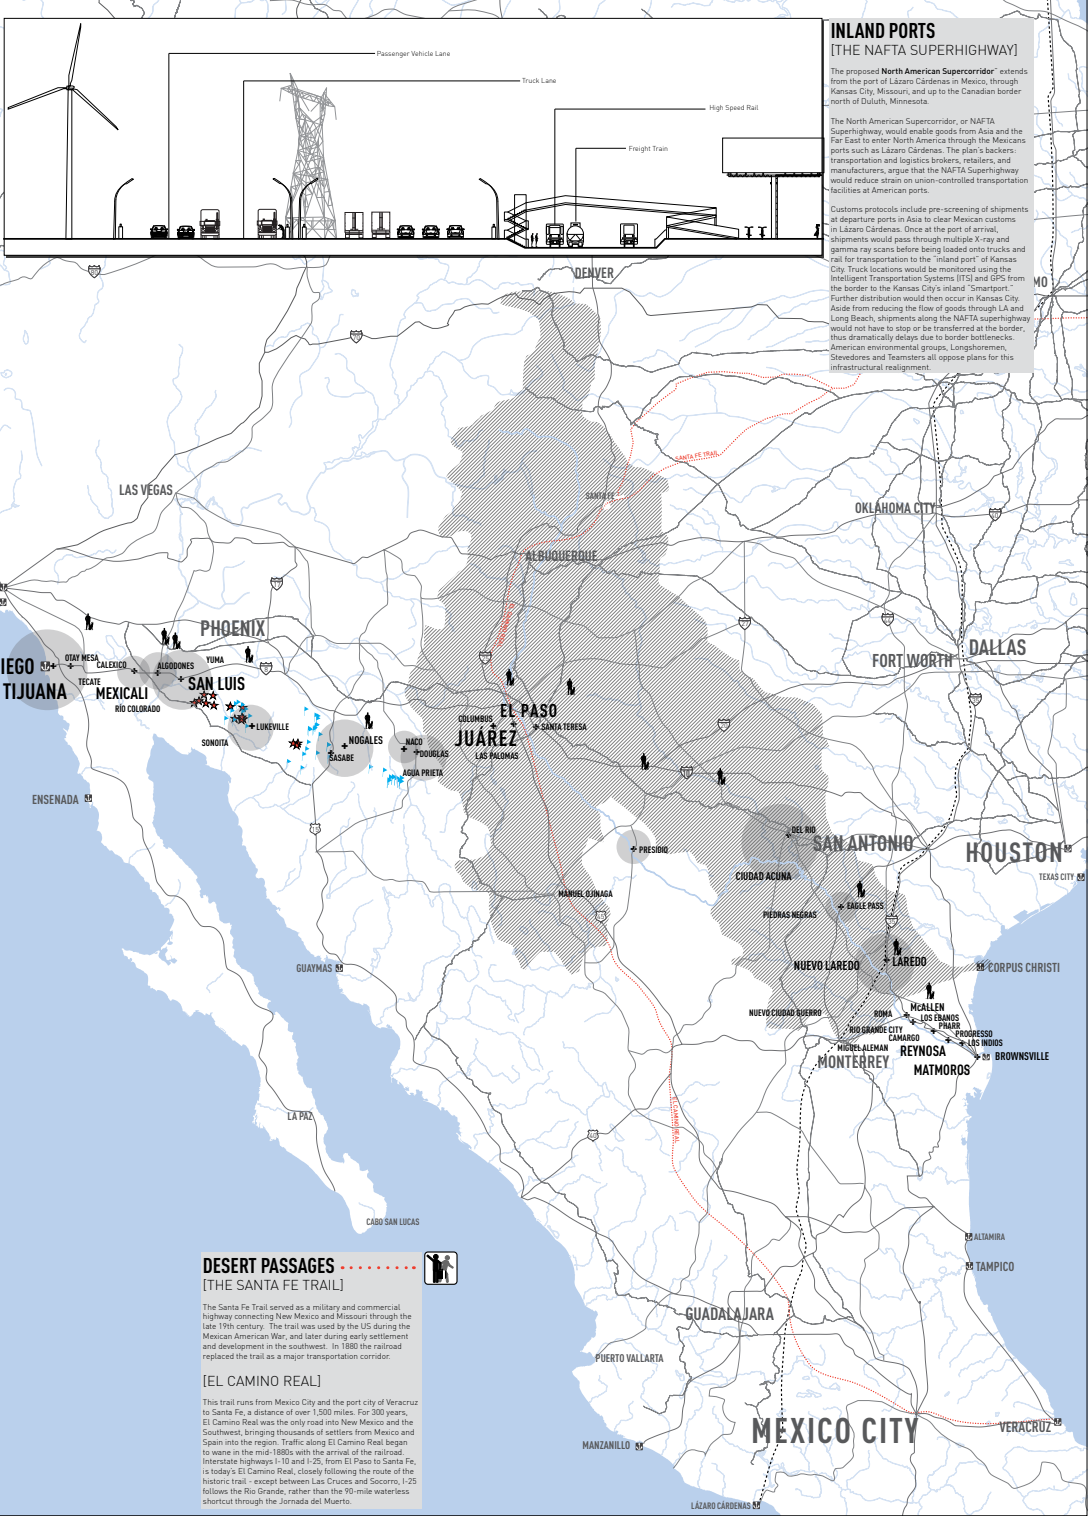 Passenger Vehicle Lane
Truck Lane
High Speed Rail
Freight Train
INLAND PORTS
[THE NAFTA SUPERHIGHWAY]
The proposed North American Supercorridor" extends
from the port of Lázaro Cárdenas in Mexico, through
Kansas City, Missouri, and up to the Canadian border
north of Duluth, Minnesota.
The North American Supercorridor, or NAFTA
Superhighway, would enable goods from Asia and the
Far East to enter North America through the Mexicans
ports such as Lázaro Cárdenas. The plan's backers:
transportation and logistics brokers, retailers, and
manufacturers, argue that the NAFTA Superhighway
would reduce strain on union-controlled transportation
facilities at American ports.
Customs protocols include pre-screening of shipments
at departure ports in Asia to clear Mexican customs
in Lázaro Cárdenas. Once at the port of arrival,
shipments would pass through multiple X-ray and
gamma ray scans before being loaded onto trucks and
rail for transportation to the "inland port" of Kansas
City. Truck locations would be monitored using the
Intelligent Transportation Systems (ITS) and GPS from
the border to the Kansas City's inland "Smartport."
Further distribution would then occur in Kansas City.
Aside from reducing the flow of goods through LA and
Long Beach, shipments along the NAFTA superhighway
would not have to stop or be transferred at the border,
thus dramatically delays due to border bottlenecks.
American environmental groups, Longshoremen,
Stevedores and Teamsters all oppose plans for this
infrastructural realignment.
DENVER
MO
SANTA FE TRAIL
LAS VEGAS
SANTA FE
OKLAHOMA CITY
ALBUQUERQUE
PHOENIX
DALLAS
FORT WORTH
IEGO
OTAY MESA
CALEXICO
ALGODONES
YUMA
TECATE
TIJUANA
MEXICALI
SAN LUIS
RÍO COLORADO
LUKEVILLE
SONOITA
NOGALES
SASABE
NACO
DOUGLAS
AGUA PRIETA
EL PASO
COLUMBUS
SANTA TERESA
JUÁREZ
LAS PALOMAS
ENSENADA
15
DEL RIO
SAN ANTONIO
PRESIDIO
HOUSTON
TEXAS CITY
CIUDAD ACUNA
MANUEL OJINAGA
EAGLE PASS
PIEDRAS NEGRAS
GUAYMAS
NUEVO LAREDO
LAREDO
CORPUS CHRISTI
McALLEN
NUEVO CIUDAD GUERRO
ROMA
LOS EBANOS
PHARR
RIO GRANDE CITY
PROGRESSO
CAMARGO
LOS INDIOS
MIGUEL ALEMAN
REYNOSA
BROWNSVILLE
MONTERREY
MATMOROS
EL CAMINO REAL
LA PAZ
40
CABO SAN LUCAS
ALTAMIRA
TAMPICO
DESERT PASSAGES
[THE SANTA FE TRAIL]
The Santa Fe Trail served as a military and commercial
highway connecting New Mexico and Missouri through the
late 19th century. The trail was used by the US during the
Mexican American War, and later during early settlement
and development in the southwest. In 1880 the railroad
replaced the trail as a major transportation corridor.
[EL CAMINO REAL]
This trail runs from Mexico City and the port city of Veracruz
to Santa Fe, a distance of over 1,500 miles. For 300 years,
El Camino Real was the only road into New Mexico and the
Southwest, bringing thousands of settlers from Mexico and
Spain into the region. Traffic along El Camino Real began
to wane in the mid-1880s with the arrival of the railroad.
Interstate highways I-10 and I-25, from El Paso to Santa Fe,
is today's El Camino Real, closely following the route of the
historic trail - except between Las Cruces and Socorro, I-25
follows the Rio Grande, rather than the 90-mile waterless
shortcut through the Jornada del Muerto.
GUADALAJARA
PUERTO VALLARTA
MEXICO CITY
VERACRUZ
MANZANILLO
LÁZARO CÁRDENAS